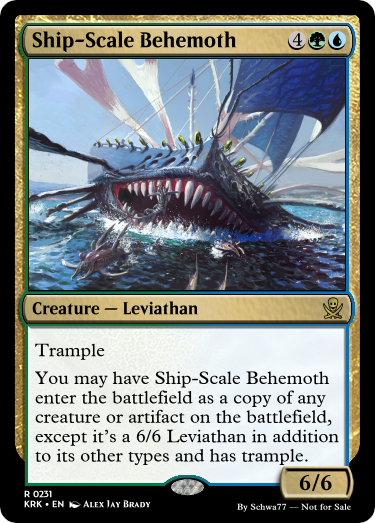 Ship-Scale Behemoth 4
Creature — Leviathan
Trample
You may have Ship-Scale Behemoth
enter the battlefield as a copy of any
creature or artifact on the battlefield,
except it's a 6/6 Leviathan in addition
to its other types and has trample.
6/6
R 0231
KRK • EN Alex Jay Brady
By Schwa77 — Not for Sale